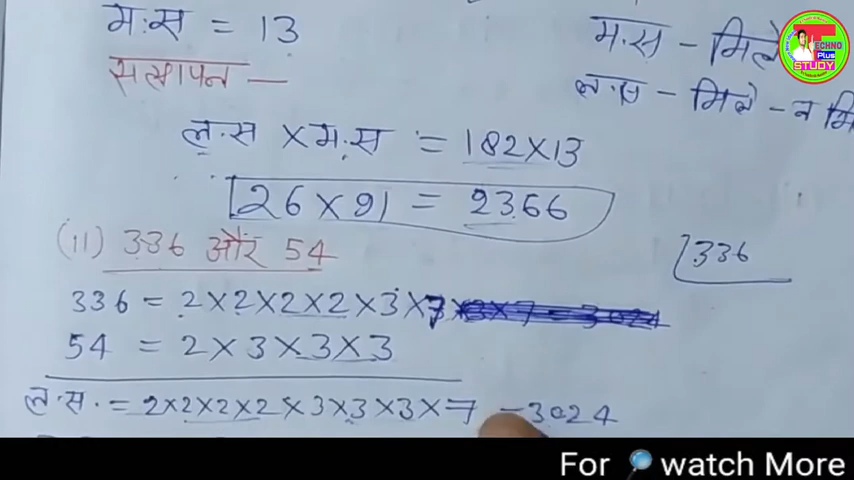 म.स = 13
म.स - मिले
सत्यापन —
ल.स - मिले - न मि
ल.स × म.स = 182×13
26 × 91 = 2366
(ii) 336 और 54
336
336 = 2×2×2×2×3×7
54 = 2×3×3×3
ल.स. = 2×2×2×2×3×3×3×7 - 3024
TECHNO
Plus
STUDY
For 🔎 watch More